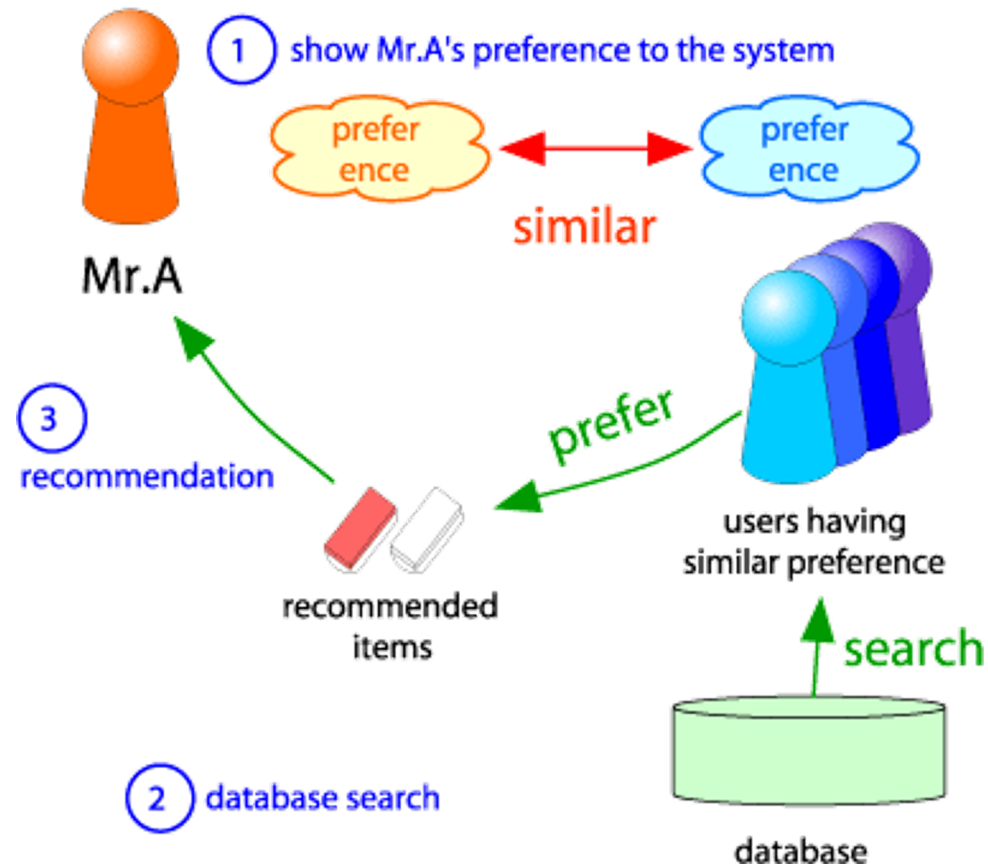 1 show Mr.A's preference to the system
prefer
ence
prefer
ence
similar
Mr.A
prefer
3
recommendation
users having
similar preference
recommended
items
search
2 database search
database